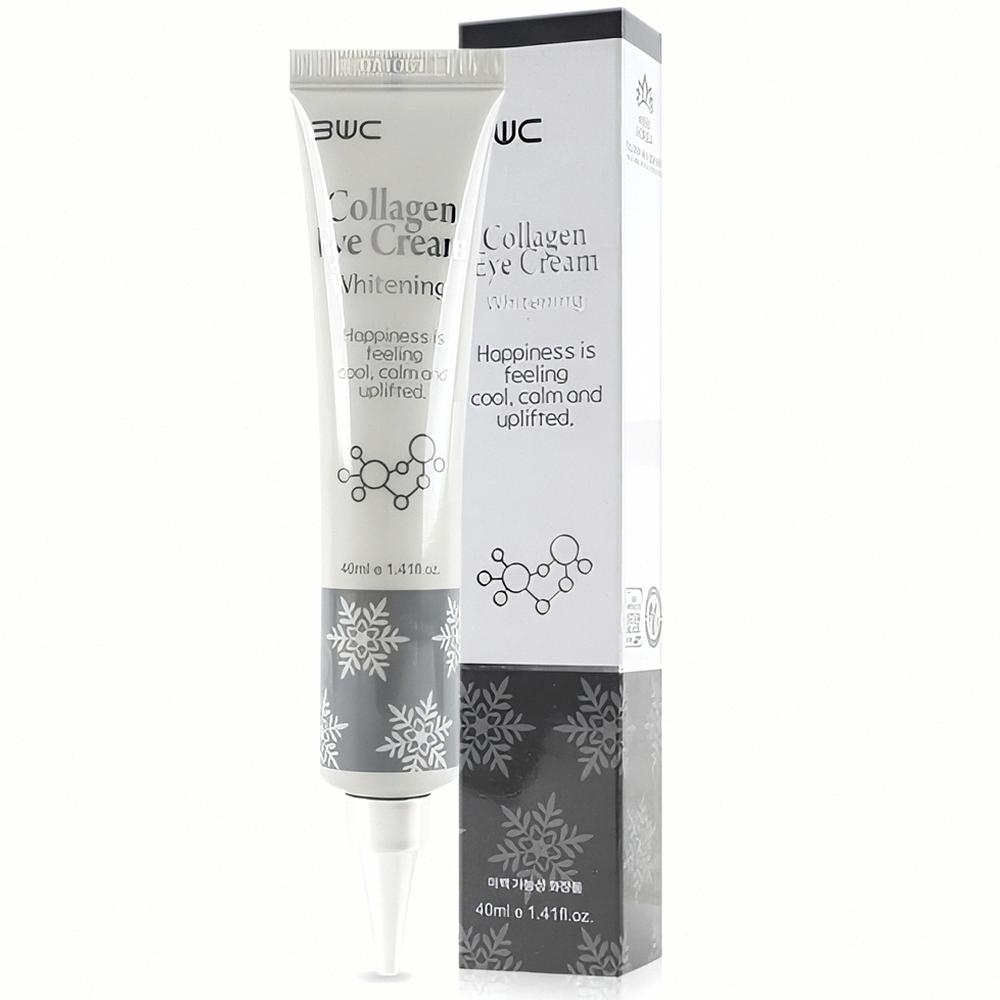 BWC
Collagen
Eye Cream
Whitening
Happiness is
feeling
cool, calm and
uplifted.
40ml e 1.41fl.oz.
WC
Collagen
Eye Cream
Whitening
Happiness is
feeling
cool, calm and
uplifted.
미백 기능성 화장품
40ml e 1.41fl.oz.